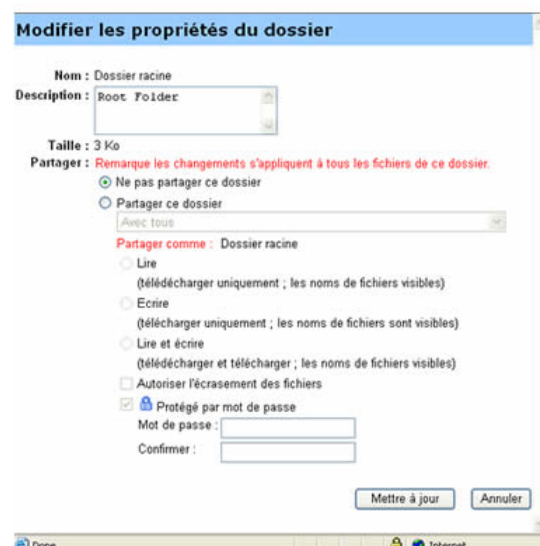 Modifier les propriétés du dossier
Nom : Dossier racine
Description : Root Folder
Taille : 3 Ko
Partager : Remarque les changements s'appliquent à tous les fichiers de ce dossier.
Ne pas partager ce dossier
Partager ce dossier
Avec tous
Partager comme : Dossier racine
Lire
(télédécharger uniquement ; les noms de fichiers visibles)
Ecrire
(télécharger uniquement ; les noms de fichiers sont visibles)
Lire et écrire
(télédécharger et télécharger ; les noms de fichiers visibles)
Autoriser l'écrasement des fichiers
Protégé par mot de passe
Mot de passe :
Confirmer :
Mettre à jour Annuler
Done Internet